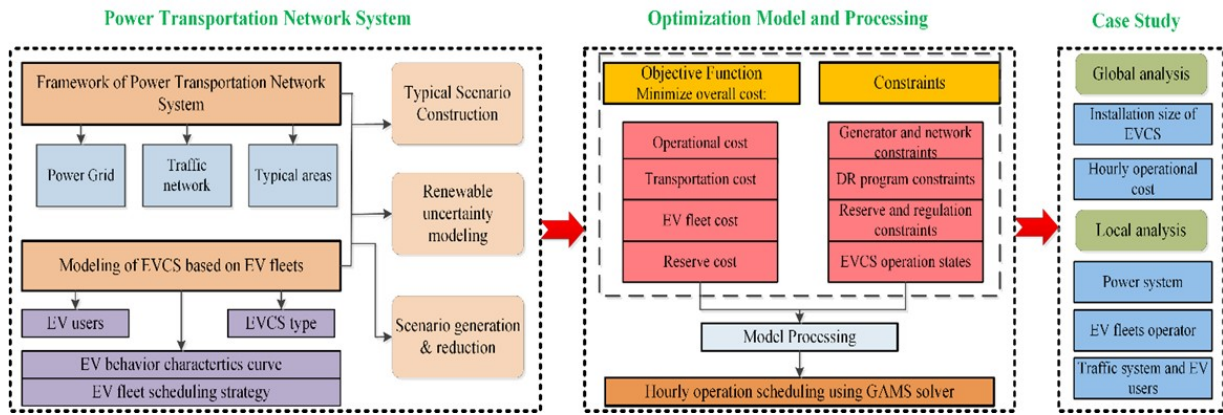 Power Transportation Network System
Framework of Power Transportation Network
System
Power Grid
Traffic
network
Typical areas
Modeling of EVCS based on EV fleets
EV users
EVCS type
EV behavior charactertics curve
EV fleet scheduling strategy
Typical Scenario
Construction
Renewable
uncertainty
modeling
Scenario generation
& reduction
Optimization Model and Processing
Objective Function
Minimize overall cost:
Operational cost
Transportation cost
EV fleet cost
Reserve cost
Constraints
Generator and network
constraints
DR program constraints
Reserve and regulation
constraints
EVCS operation states
Model Processing
Hourly operation scheduling using GAMS solver
Case Study
Global analysis
Installation size of
EVCS
Hourly operational
cost
Local analysis
Power system
EV fleets operator
Traffic system and EV
users